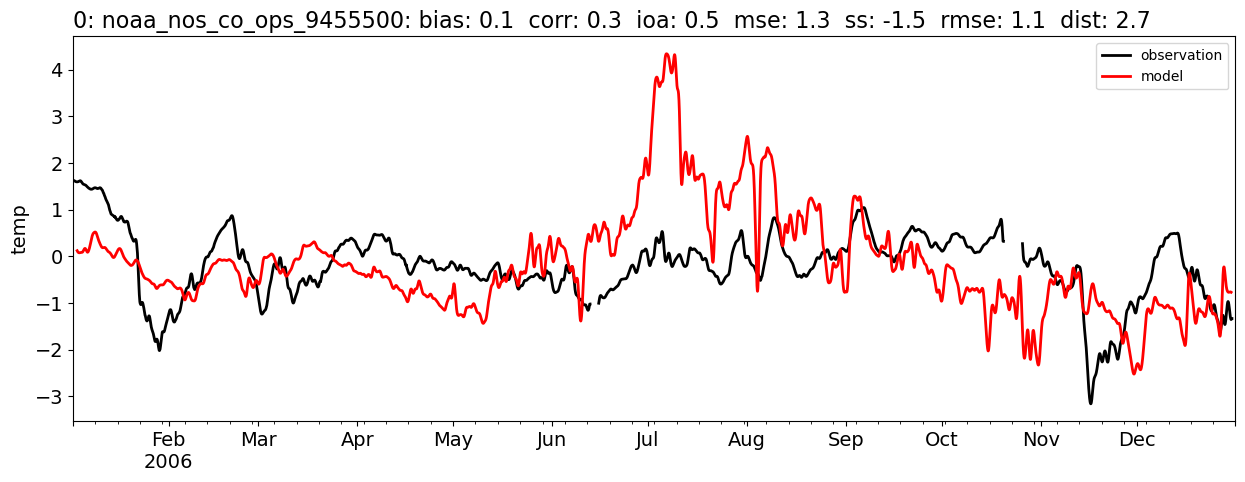 0: noaa_nos_co_ops_9455500: bias: 0.1  corr: 0.3  ioa: 0.5  mse: 1.3  ss: -1.5  rmse: 1.1  dist: 2.7
observation
model
temp
4
3
2
1
0
−1
−2
−3
Feb
2006
Mar
Apr
May
Jun
Jul
Aug
Sep
Oct
Nov
Dec